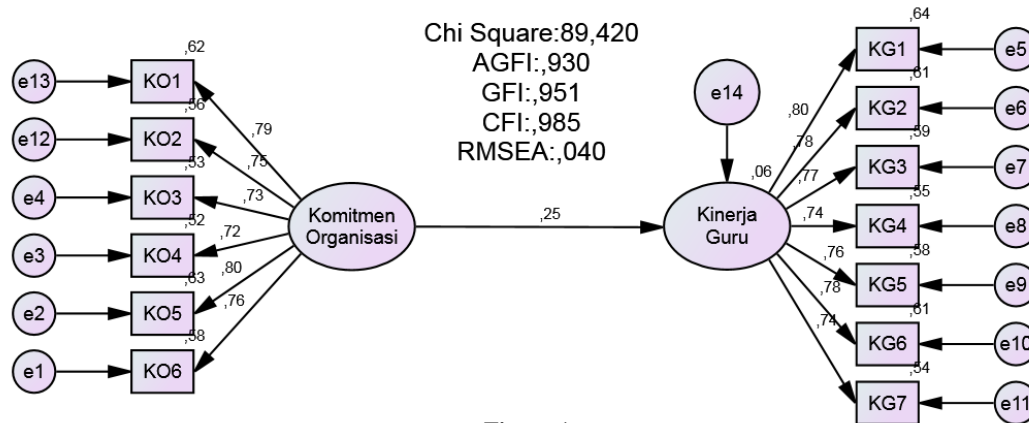 Chi Square:89,420
AGFI:,930
GFI:,951
CFI:,985
RMSEA:,040
,62
e13
KO1
,56
e12
KO2
,53
e4
KO3
,52
e3
KO4
,63
e2
KO5
,58
e1
KO6
,79
,75
,73
,72
,80
,76
Komitmen
Organisasi
,25
e14
,06
Kinerja
Guru
,80
,78
,77
,74
,76
,78
,74
,64
KG1
e5
,61
KG2
e6
,59
KG3
e7
,55
KG4
e8
,58
KG5
e9
,61
KG6
e10
,54
KG7
e11